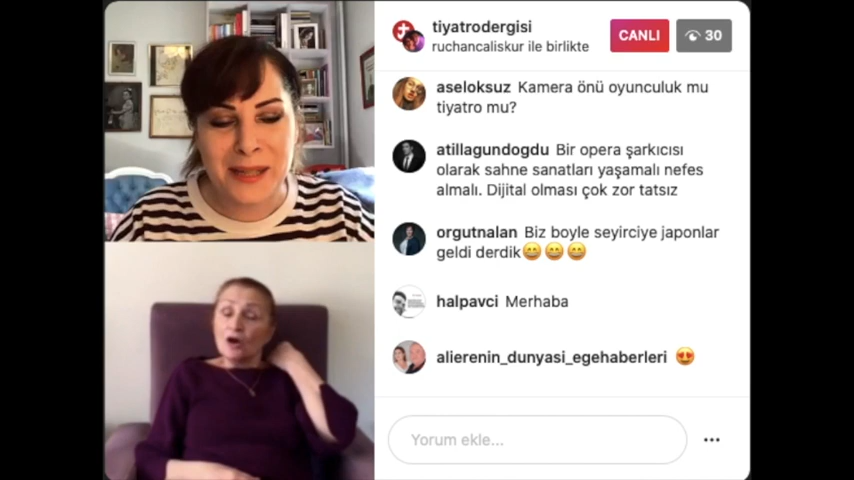 tiyatrodergisi
ruchancaliskur ile birlikte
CANLI
30
aseloksuz Kamera önü oyunculuk mu
tiyatro mu?
atillagundogdu Bir opera şarkıcısı
olarak sahne sanatları yaşamalı nefes
almalı. Dijital olması çok zor tatsız
orgutnalan Biz boyle seyirciye japonlar
geldi derdik😄😄😄
halpavci Merhaba
alierenin_dunyasi_egehaberleri 😍
Yorum ekle...